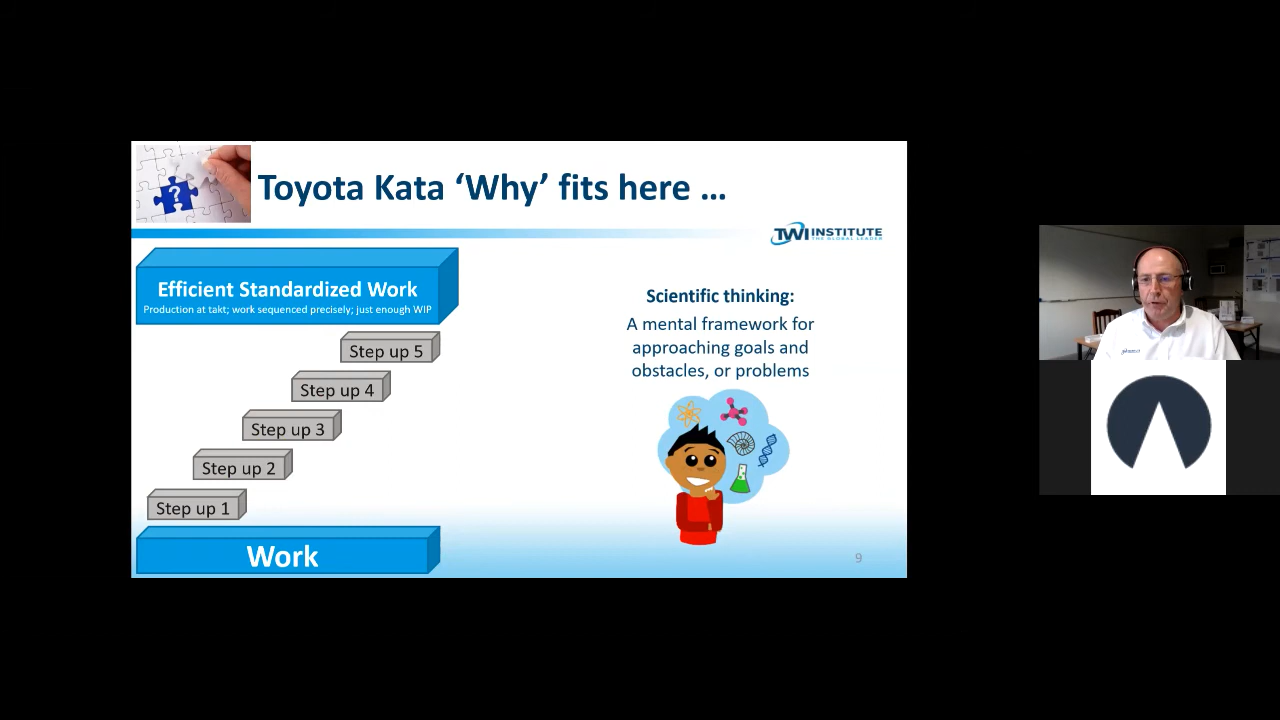 Toyota Kata ‘Why’ fits here ...
TWI INSTITUTE
THE GLOBAL LEADER
Efficient Standardized Work
Production at takt; work sequenced precisely; just enough WIP
Step up 5
Step up 4
Step up 3
Step up 2
Step up 1
Work
Scientific thinking:
A mental framework for
approaching goals and
obstacles, or problems
?
9